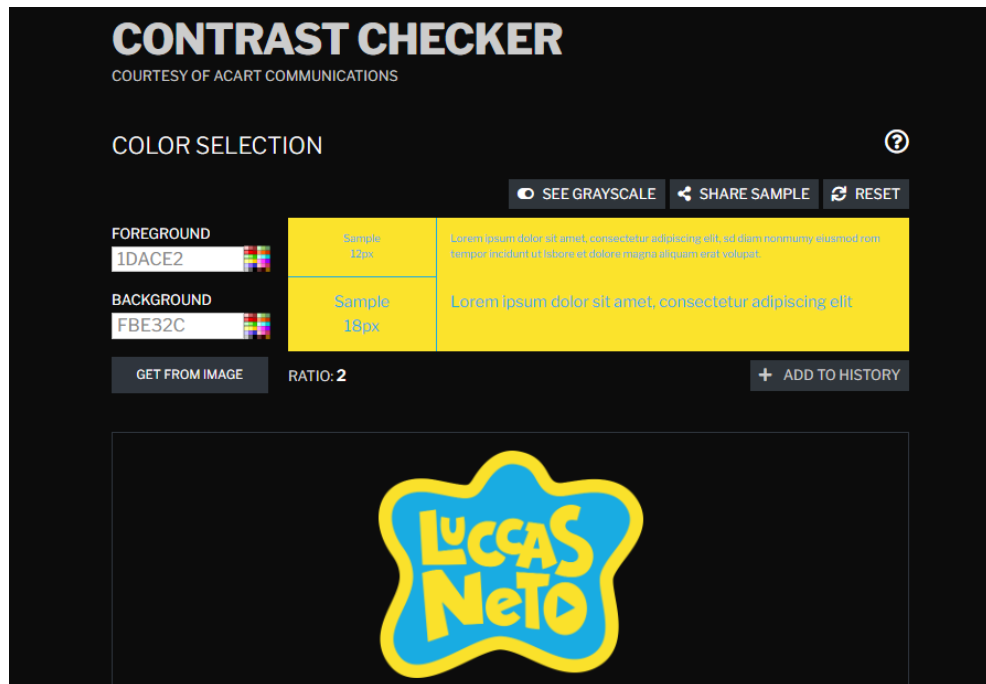 CONTRAST CHECKER
COURTESY OF ACART COMMUNICATIONS
COLOR SELECTION
SEE GRAYSCALE
SHARE SAMPLE
RESET
FOREGROUND
1DACE2
BACKGROUND
FBE32C
GET FROM IMAGE
Sample
12px
Lorem ipsum dolor sit amet, consectetur adipiscing elit, sd diam nonmumy eiusmod rom
tempor incidunt ut lsbore et dolore magna aliquam erat volupat.
Sample
18px
Lorem ipsum dolor sit amet, consectetur adipiscing elit
RATIO: 2
ADD TO HISTORY
LUCCAS
NeTO